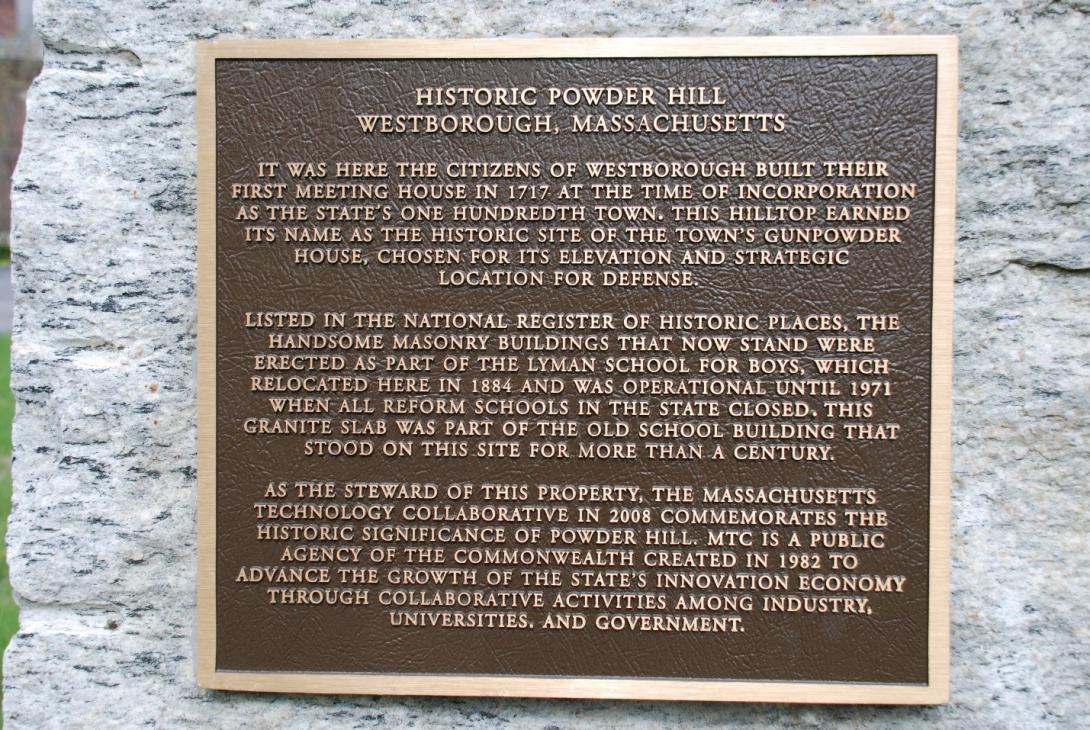 HISTORIC POWDER HILL
WESTBOROUGH, MASSACHUSETTS
IT WAS HERE THE CITIZENS OF WESTBOROUGH BUILT THEIR
FIRST MEETING HOUSE IN 1717 AT THE TIME OF INCORPORATION
AS THE STATE'S ONE HUNDREDTH TOWN. THIS HILLTOP EARNED
ITS NAME AS THE HISTORIC SITE OF THE TOWN'S GUNPOWDER
HOUSE, CHOSEN FOR ITS ELEVATION AND STRATEGIC
LOCATION FOR DEFENSE.
LISTED IN THE NATIONAL REGISTER OF HISTORIC PLACES, THE
HANDSOME MASONRY BUILDINGS THAT NOW STAND WERE
ERECTED AS PART OF THE LYMAN SCHOOL FOR BOYS, WHICH
RELOCATED HERE IN 1884 AND WAS OPERATIONAL UNTIL 1971
WHEN ALL REFORM SCHOOLS IN THE STATE CLOSED. THIS
GRANITE SLAB WAS PART OF THE OLD SCHOOL BUILDING THAT
STOOD ON THIS SITE FOR MORE THAN A CENTURY.
AS THE STEWARD OF THIS PROPERTY, THE MASSACHUSETTS
TECHNOLOGY COLLABORATIVE IN 2008 COMMEMORATES THE
HISTORIC SIGNIFICANCE OF POWDER HILL. MTC IS A PUBLIC
AGENCY OF THE COMMONWEALTH CREATED IN 1982 TO
ADVANCE THE GROWTH OF THE STATE'S INNOVATION ECONOMY
THROUGH COLLABORATIVE ACTIVITIES AMONG INDUSTRY,
UNIVERSITIES. AND GOVERNMENT.